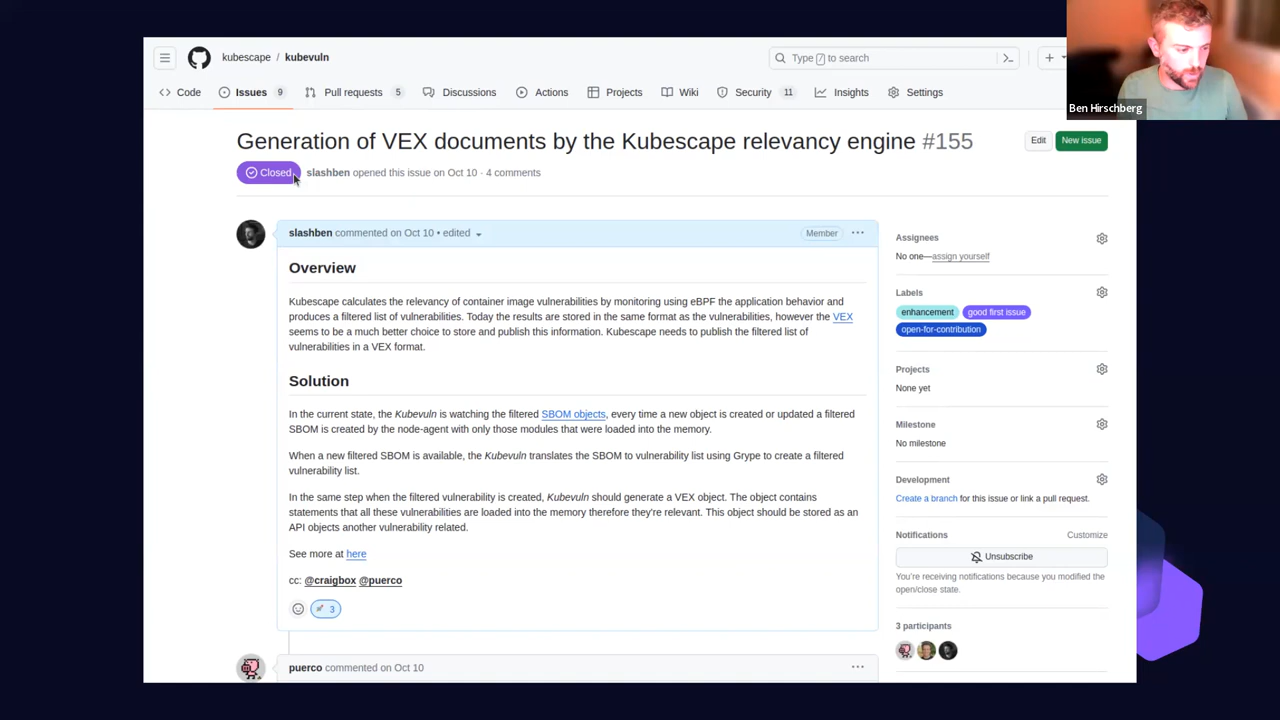 kubescape / kubevuln
Type / to search
Code
Issues 9
Pull requests 5
Discussions
Actions
Projects
Wiki
Security 11
Insights
Settings
Ben Hirschberg
Generation of VEX documents by the Kubescape relevancy engine #155
Edit
New issue
Closed
slashben opened this issue on Oct 10 · 4 comments
slashben commented on Oct 10 • edited
Member
Overview
Kubescape calculates the relevancy of container image vulnerabilities by monitoring using eBPF the application behavior and
produces a filtered list of vulnerabilities. Today the results are stored in the same format as the vulnerabilities, however the VEX
seems to be a much better choice to store and publish this information. Kubescape needs to publish the filtered list of
vulnerabilities in a VEX format.
Solution
In the current state, the Kubevuln is watching the filtered SBOM objects, every time a new object is created or updated a filtered
SBOM is created by the node-agent with only those modules that were loaded into the memory.
When a new filtered SBOM is available, the Kubevuln translates the SBOM to vulnerability list using Grype to create a filtered
vulnerability list.
In the same step when the filtered vulnerability is created, Kubevuln should generate a VEX object. The object contains
statements that all these vulnerabilities are loaded into the memory therefore they're relevant. This object should be stored as an
API objects another vulnerability related.
See more at here
cc: @craigbox @puerco
3
puerco commented on Oct 10
Assignees
No one—assign yourself
Labels
enhancement
good first issue
open-for-contribution
Projects
None yet
Milestone
No milestone
Development
Create a branch for this issue or link a pull request.
Notifications
Customize
Unsubscribe
You're receiving notifications because you modified the
open/close state.
3 participants